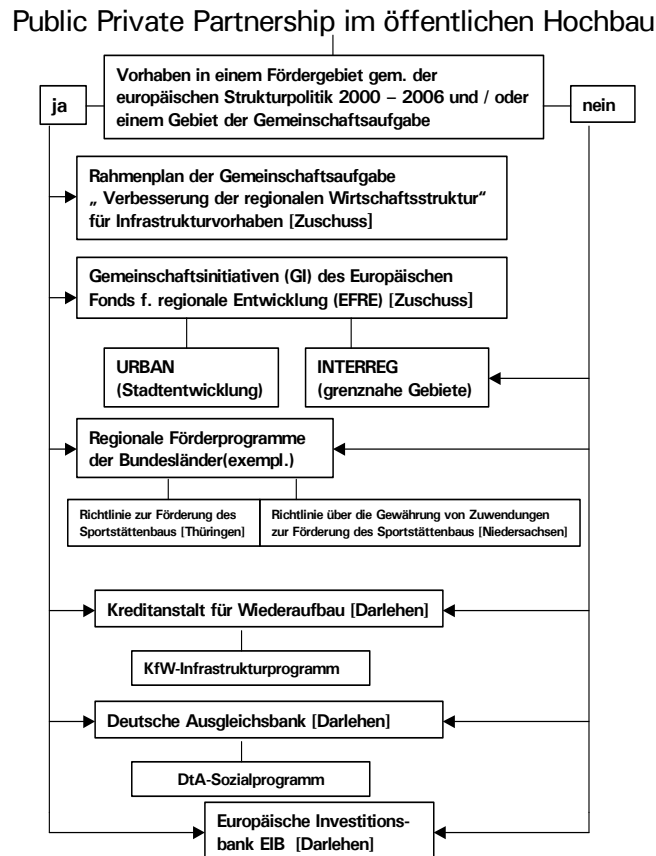 Public Private Partnership im öffentlichen Hochbau
Vorhaben in einem Fördergebiet gem. der
europäischen Strukturpolitik 2000 – 2006 und / oder
einem Gebiet der Gemeinschaftsaufgabe
ja
nein
Rahmenplan der Gemeinschaftsaufgabe
„ Verbesserung der regionalen Wirtschaftsstruktur“
für Infrastrukturvorhaben [Zuschuss]
Gemeinschaftsinitiativen (GI) des Europäischen
Fonds f. regionale Entwicklung (EFRE) [Zuschuss]
URBAN
(Stadtentwicklung)
INTERREG
(grenznahe Gebiete)
Regionale Förderprogramme
der Bundesländer(exempl.)
Richtlinie zur Förderung des
Sportstättenbaus [Thüringen]
Richtlinie über die Gewährung von Zuwendungen
zur Förderung des Sportstättenbaus [Niedersachsen]
Kreditanstalt für Wiederaufbau [Darlehen]
KfW-Infrastrukturprogramm
Deutsche Ausgleichsbank [Darlehen]
DtA-Sozialprogramm
Europäische Investitions-
bank EIB [Darlehen]